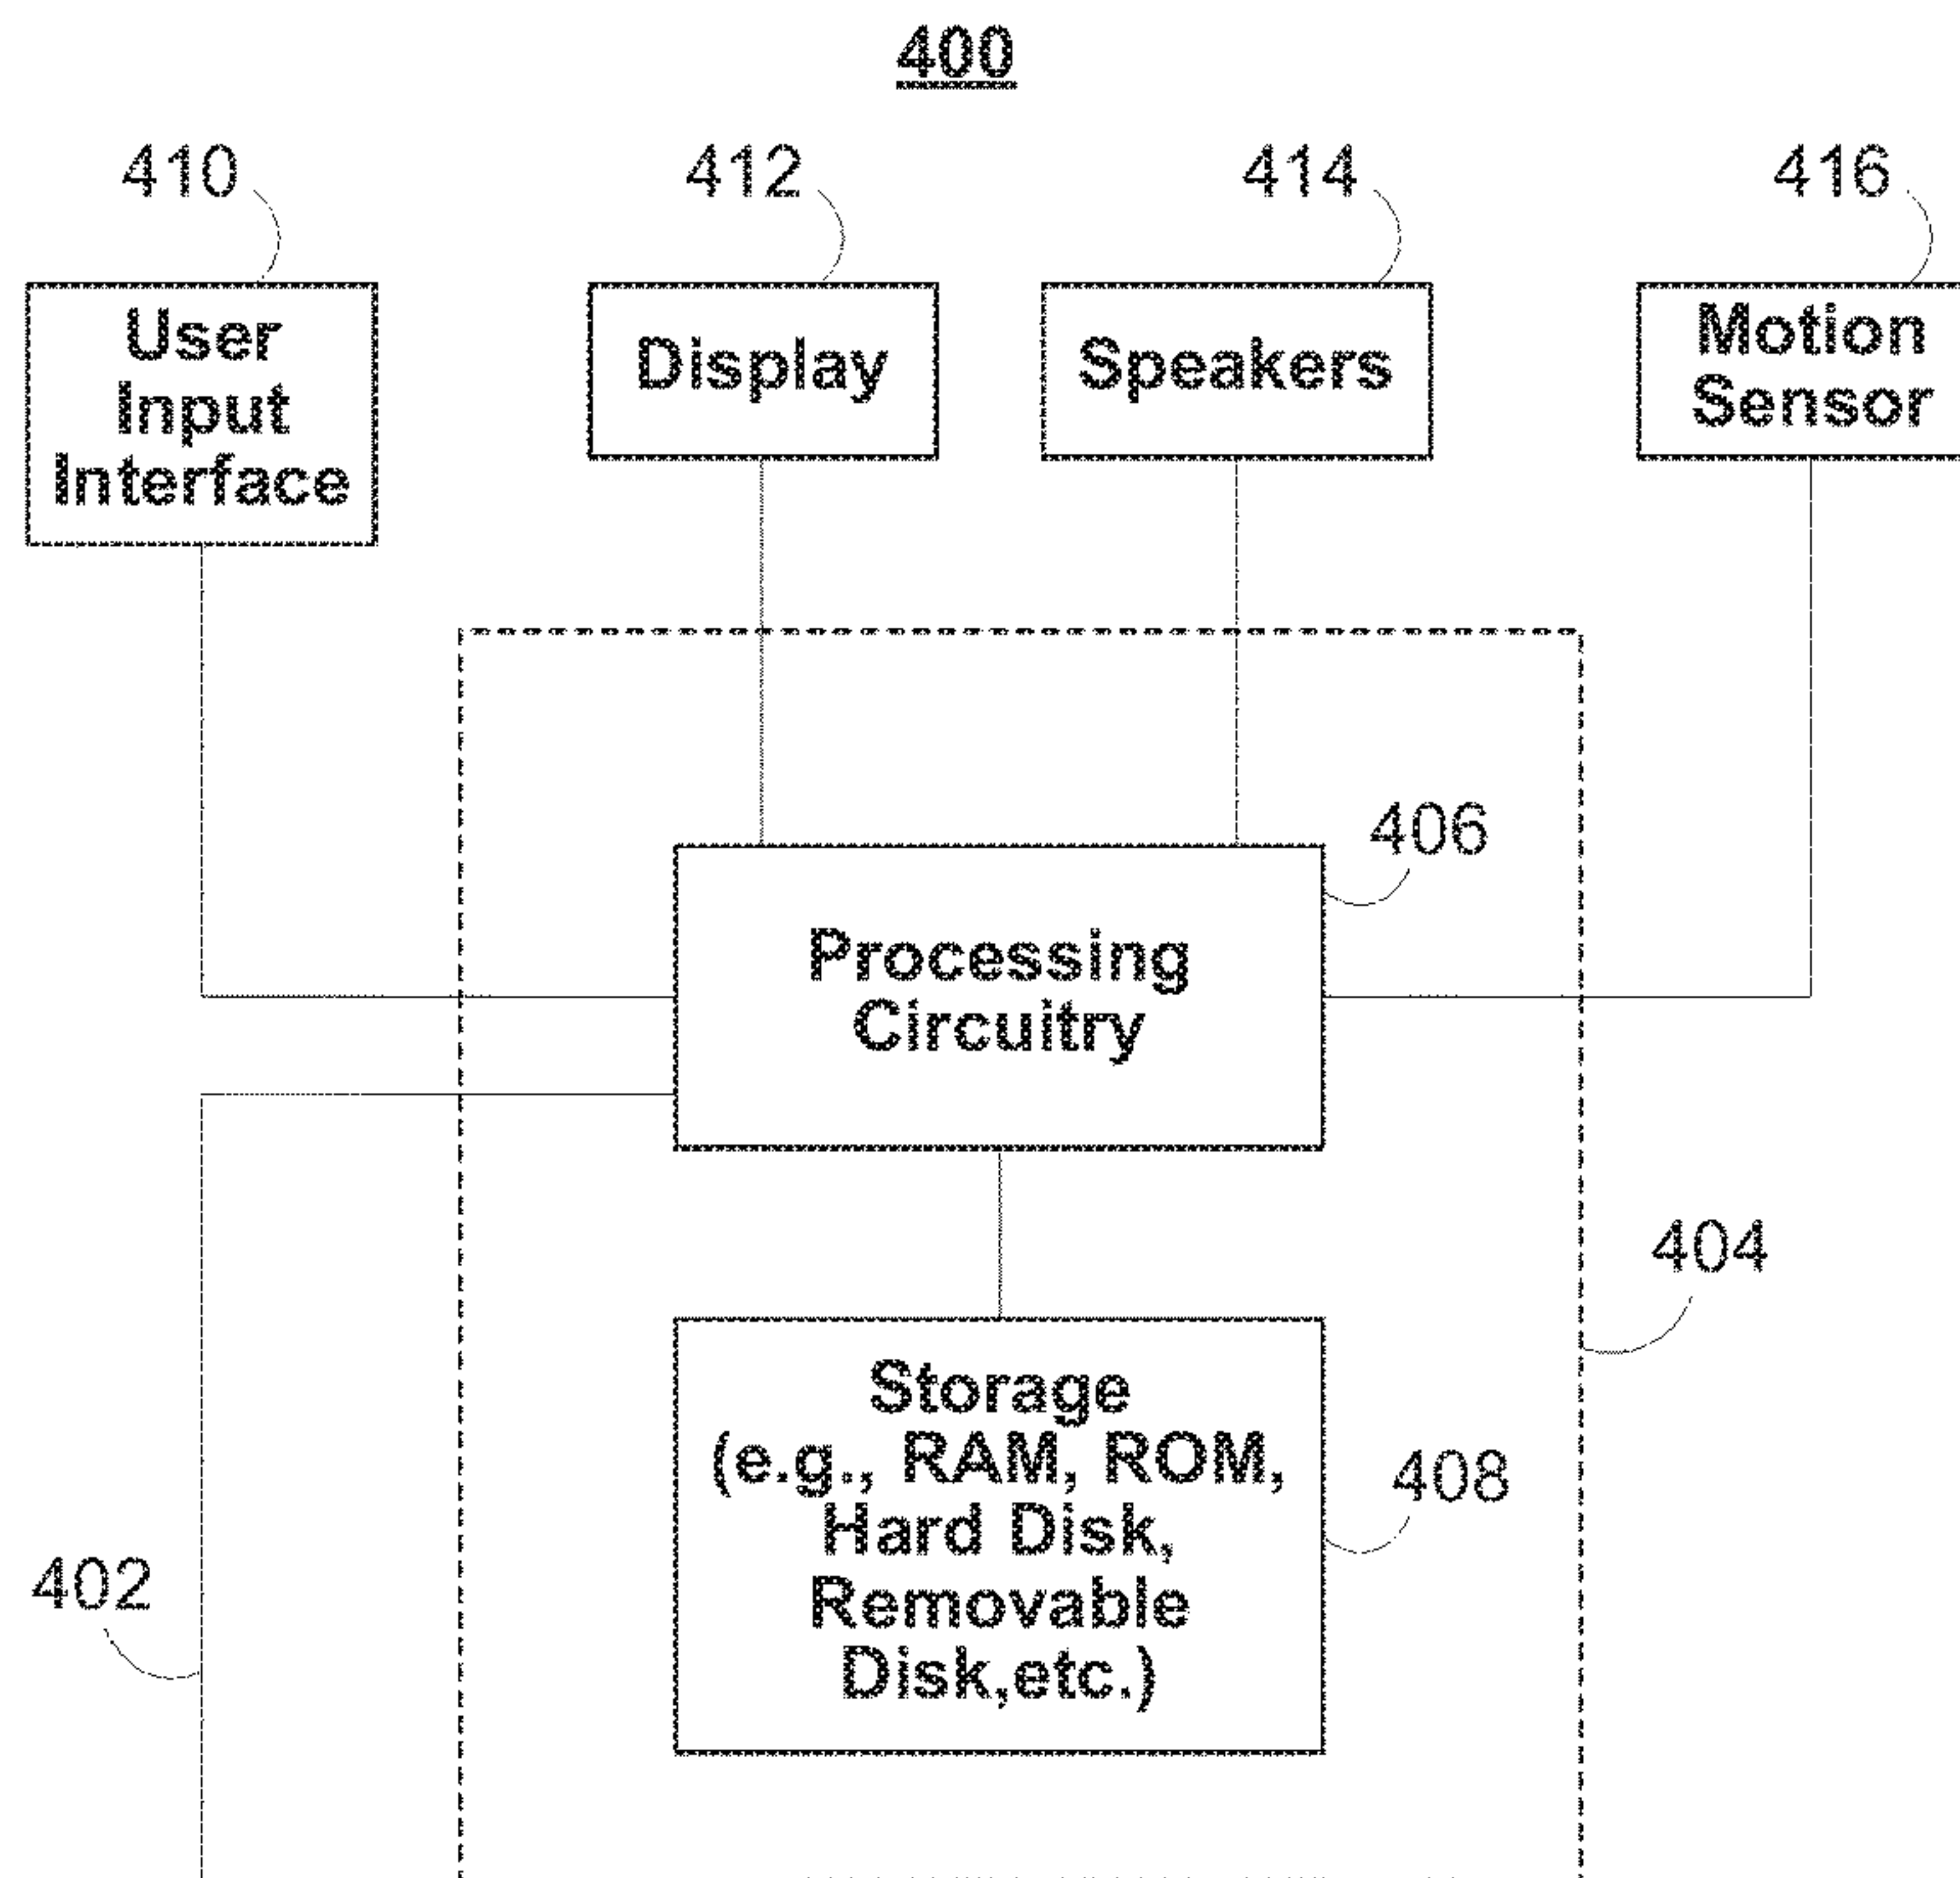 400
410
412
414
416
User
Input
Interface
Display
Speakers
Motion
Sensor
406
Processing
Circuitry
404
Storage
(e.g., RAM, ROM,
Hard Disk,
Removable
Disk,etc.)
408
402